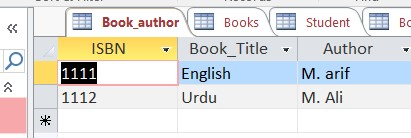 Book_author Books Student
ISBN Book_Title Author
1111 English M. arif
1112 Urdu M. Ali